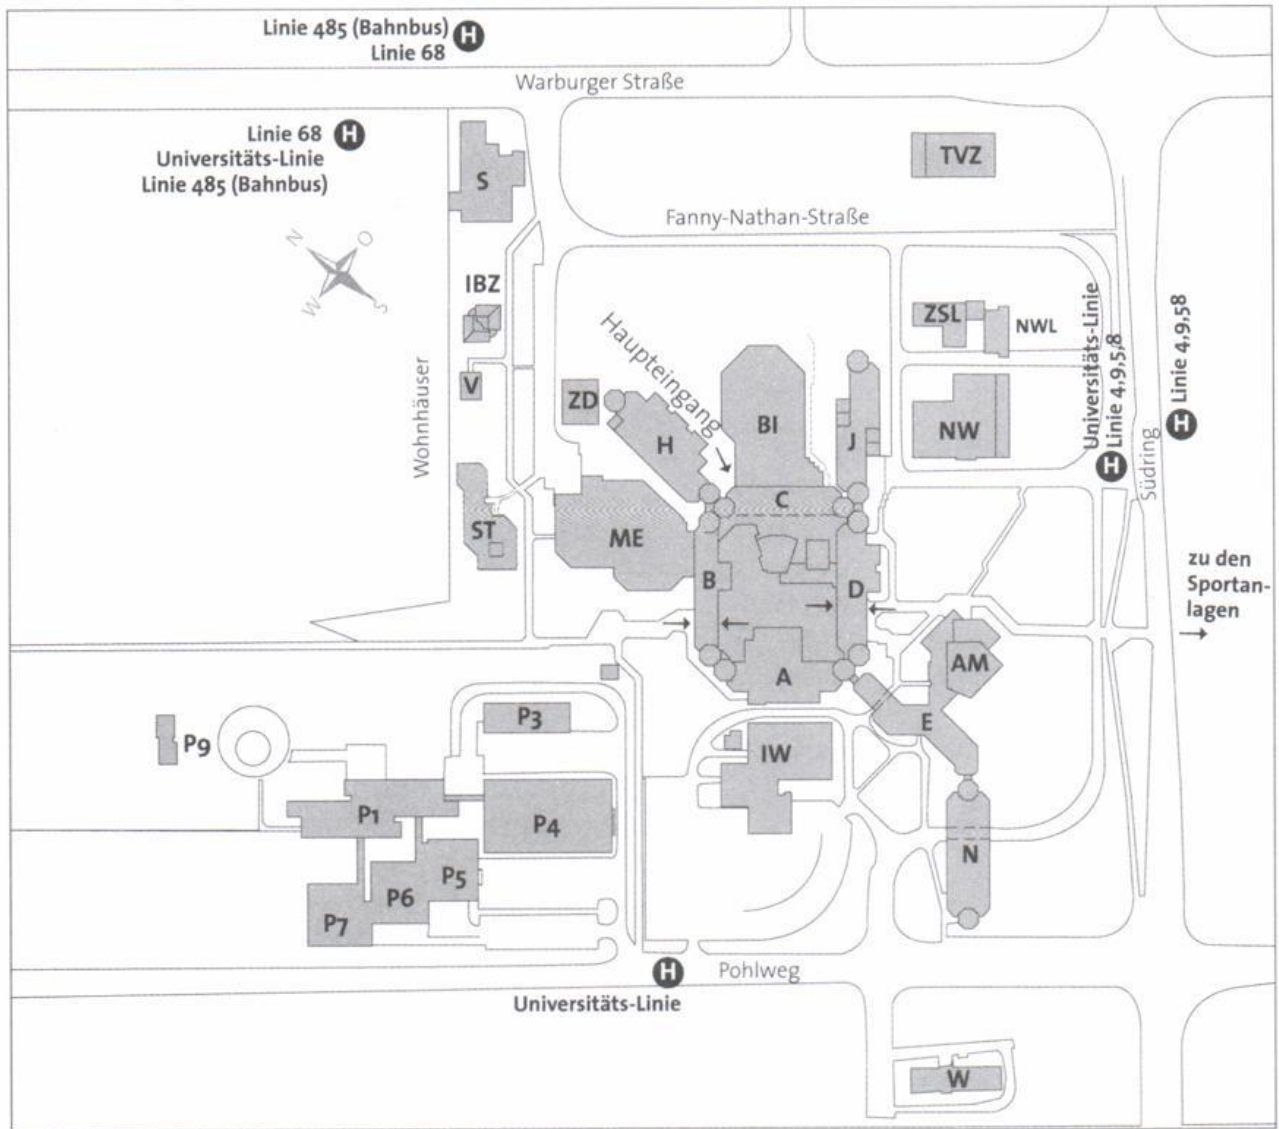 Linie 485 (Bahnbus)
H
Linie 68
Warburger Straße
Linie 68
H
Universitäts-Linie
Linie 485 (Bahnbus)
S
TVZ
Fanny-Nathan-Straße
N
O
W
S
IBZ
ZSL
NWL
Universitäts-Linie
Linie 4,9,5,8
H
Linie 4,9,58
H
Südring
Wohnhäuser
V
ZD
Haupteingang
H
BI
J
NW
C
ST
ME
B
D
zu den
Sportan-
lagen
A
AM
E
P3
P9
IW
P1
P4
N
P5
P6
P7
H
Pohlweg
Universitäts-Linie
W